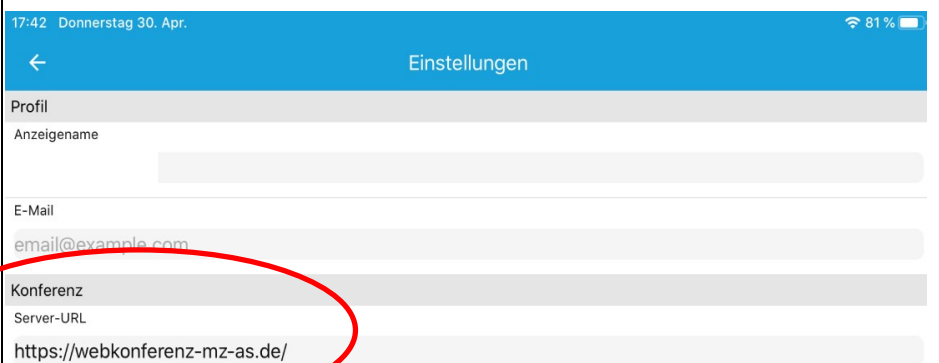 17:42 Donnerstag 30. Apr. 81 %
Einstellungen
Profil
Anzeigename
E-Mail
email@example.com
Konferenz
Server-URL
https://webkonferenz-mz-as.de/